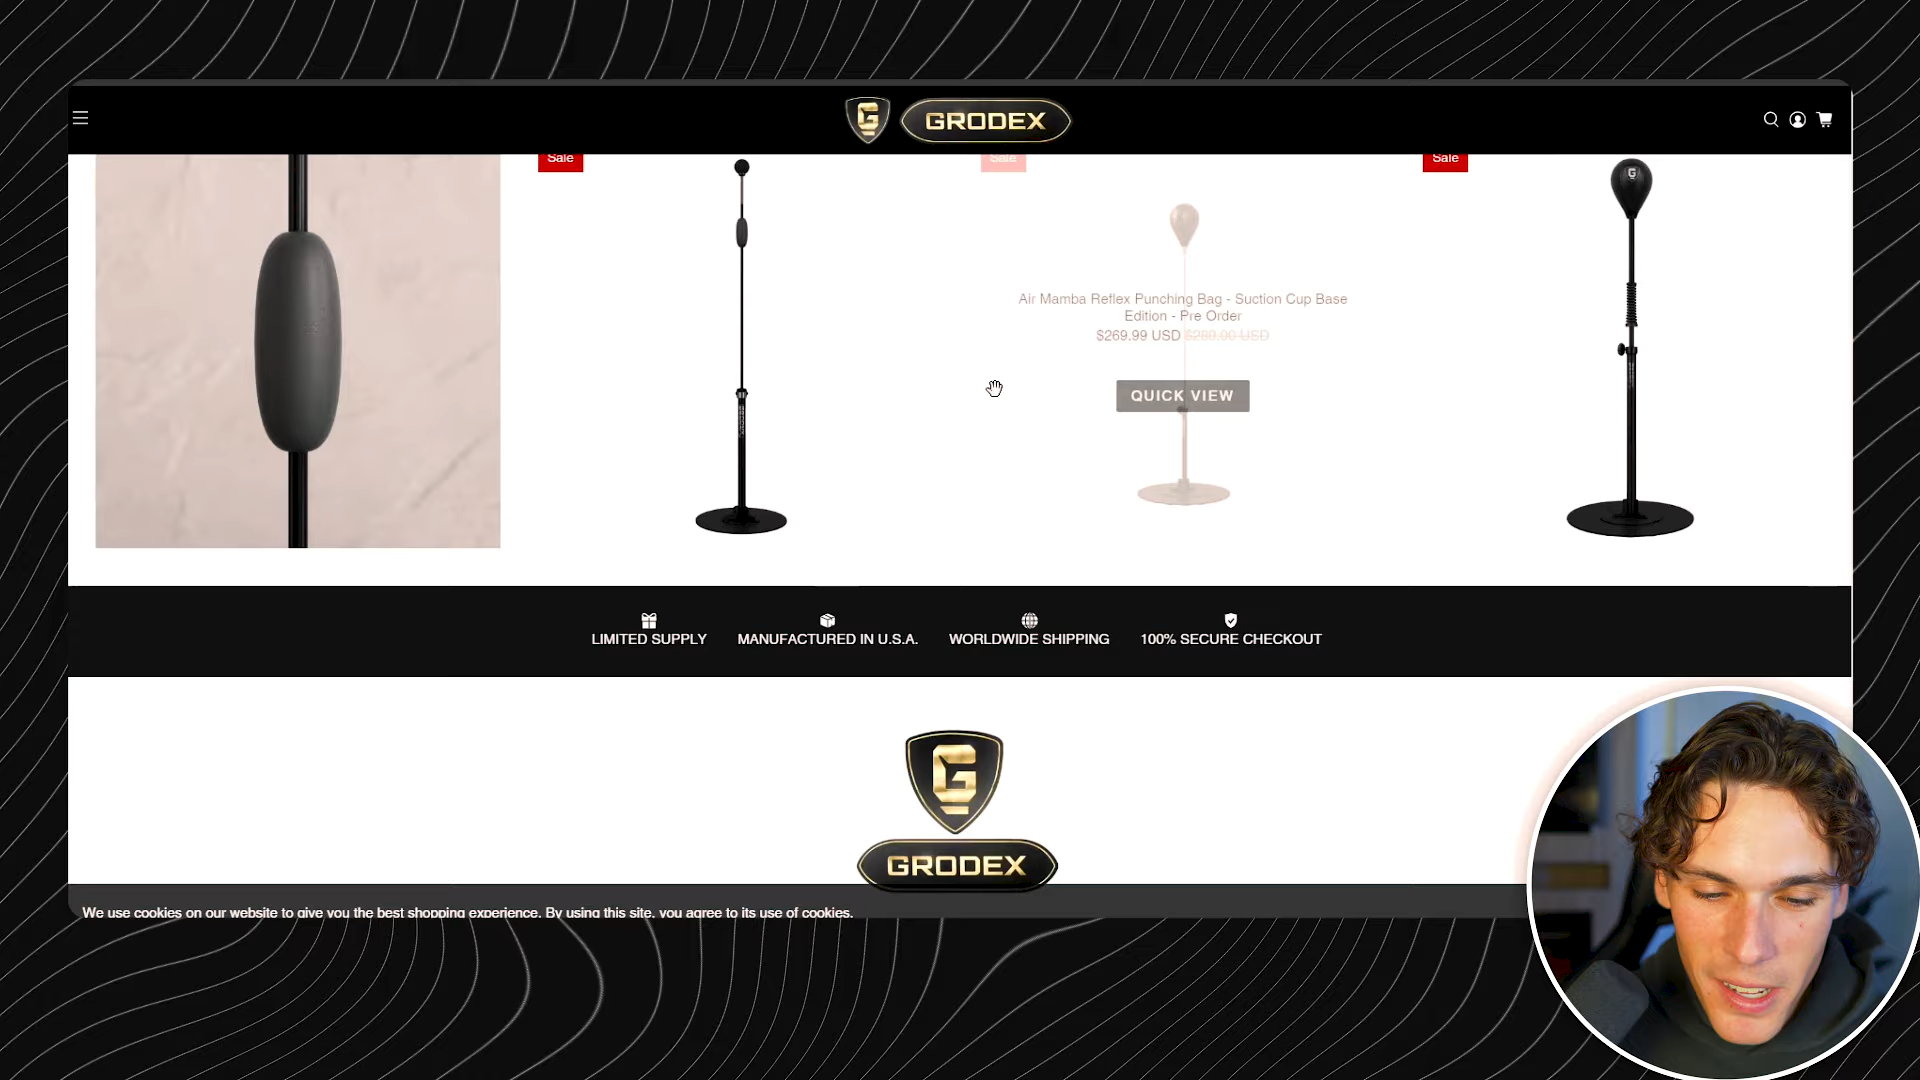 GRODEX
Sale
Sale
Sale
Air Mamba Reflex Punching Bag - Suction Cup Base
Edition - Pre Order
$269.99 USD $289.00 USD
QUICK VIEW
LIMITED SUPPLY
MANUFACTURED IN U.S.A.
WORLDWIDE SHIPPING
100% SECURE CHECKOUT
GRODEX
We use cookies on our website to give you the best shopping experience. By using this site, you agree to its use of cookies.